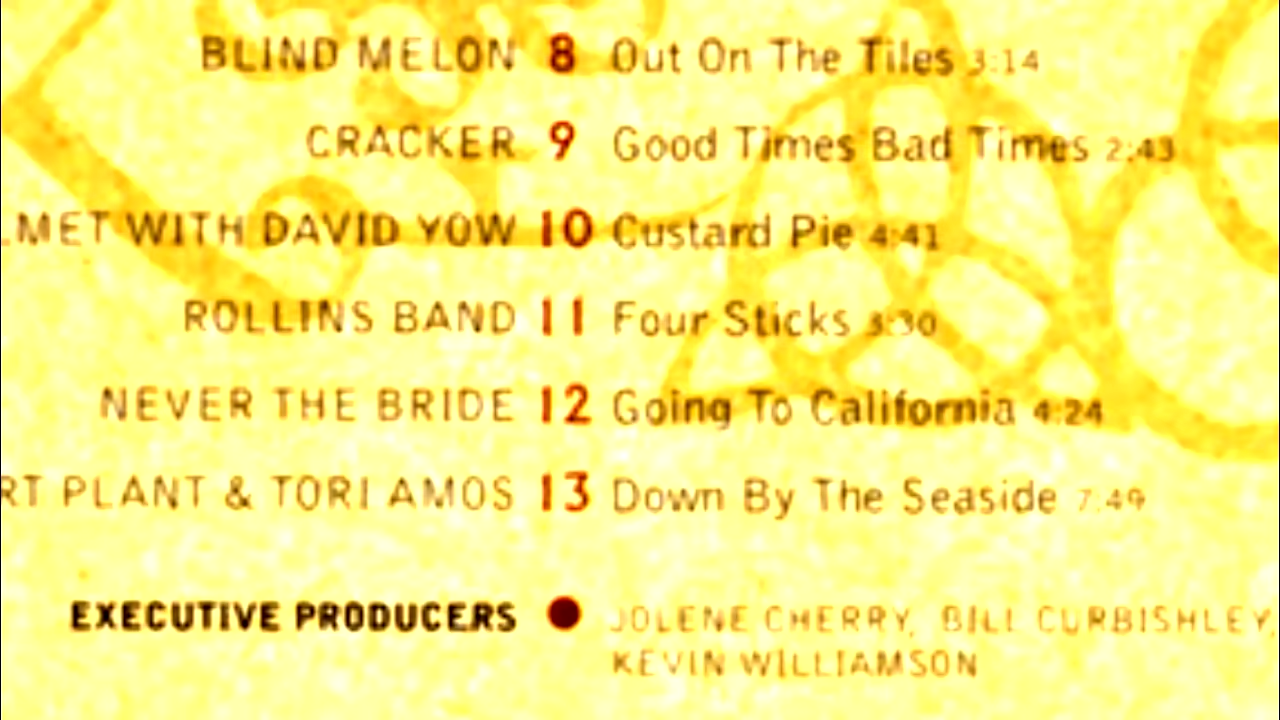 BLIND MELON 8 Out On The Tiles 3:14
CRACKER 9 Good Times Bad Times 2:43
LMET WITH DAVID YOW 10 Custard Pie 4:41
ROLLINS BAND 11 Four Sticks 3:30
NEVER THE BRIDE 12 Going To California 4:24
RT PLANT & TORI AMOS 13 Down By The Seaside 7:49
EXECUTIVE PRODUCERS ● JOLENE CHERRY, BILL CURBISHLEY,
KEVIN WILLIAMSON